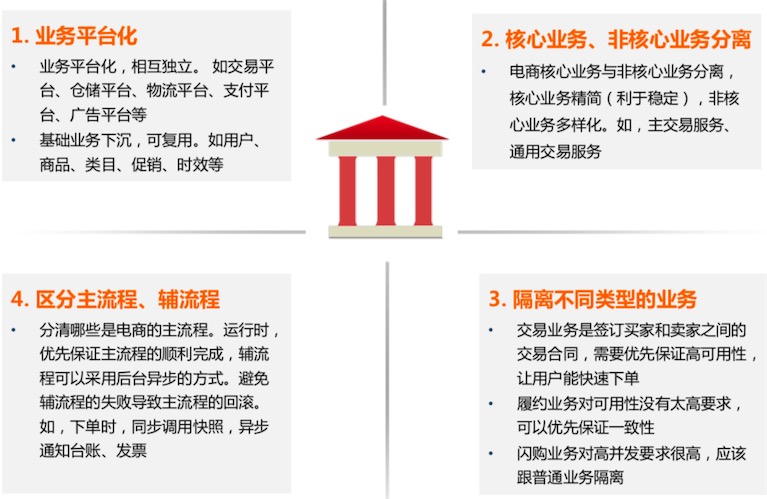 1. 业务平台化
• 业务平台化，相互独立。 如交易平
台、仓储平台、物流平台、支付平
台、广告平台等
• 基础业务下沉，可复用。如用户、
商品、类目、促销、时效等
2. 核心业务、非核心业务分离
• 电商核心业务与非核心业务分离，
核心业务精简（利于稳定），非核
心业务多样化。如，主交易服务、
通用交易服务
4. 区分主流程、辅流程
• 分清哪些是电商的主流程。运行时，
优先保证主流程的顺利完成，辅流
程可以采用后台异步的方式。避免
辅流程的失败导致主流程的回滚。
如，下单时，同步调用快照，异步
通知台账、发票
3. 隔离不同类型的业务
• 交易业务是签订买家和卖家之间的
交易合同，需要优先保证高可用性，
让用户能快速下单
• 履约业务对可用性没有太高要求，
可以优先保证一致性
• 闪购业务对高并发要求很高，应该
跟普通业务隔离